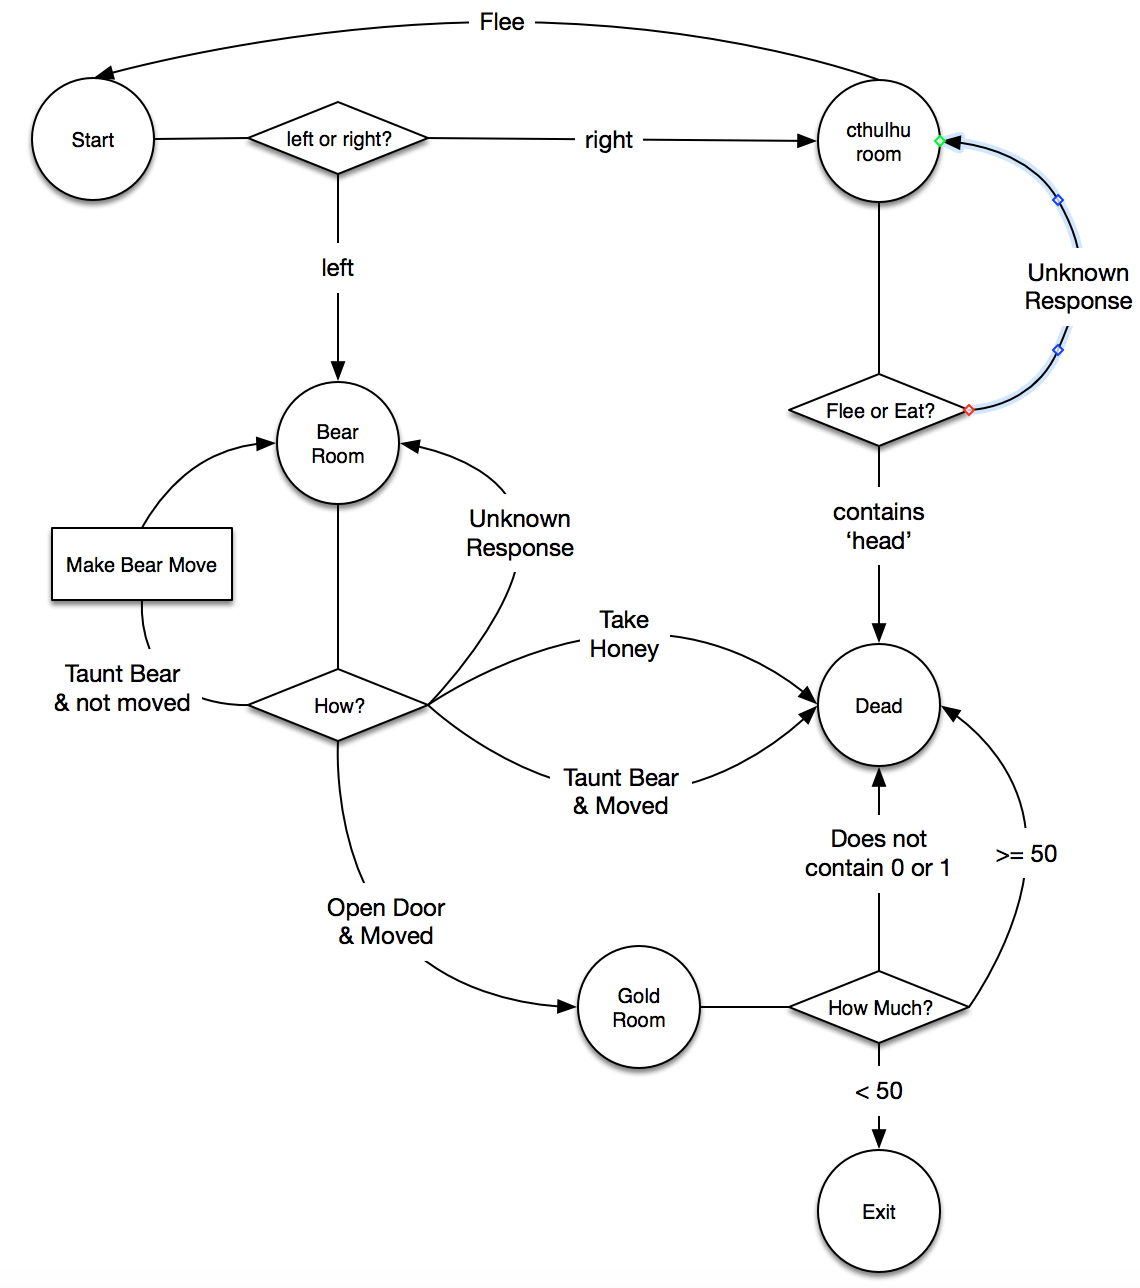 Flee
Start
left or right?
right
cthulhu
room
left
Unknown
Response
Flee or Eat?
Bear
Room
contains
‘head’
Unknown
Response
Make Bear Move
Take
Honey
Taunt Bear
& not moved
How?
Dead
Taunt Bear
& Moved
Does not
contain 0 or 1
>= 50
Open Door
& Moved
Gold
Room
How Much?
< 50
Exit